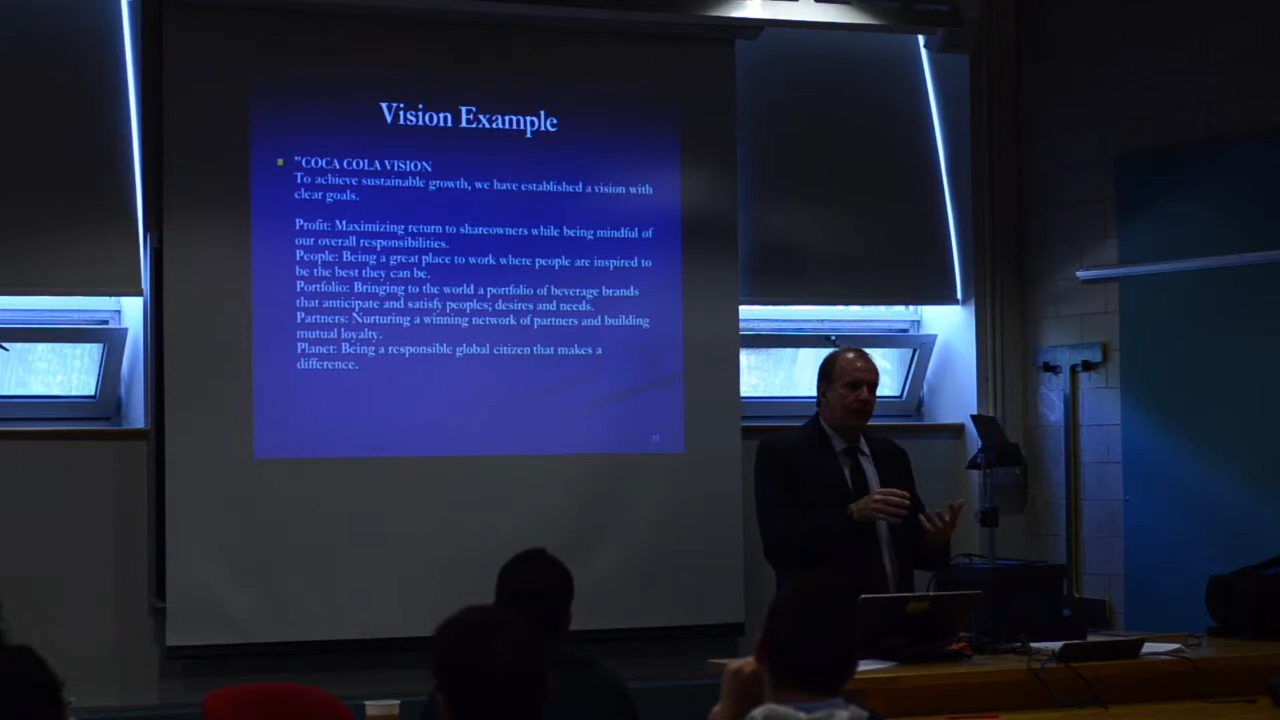 Vision Example
"COCA COLA VISION
To achieve sustainable growth, we have established a vision with
clear goals.
Profit: Maximizing return to shareowners while being mindful of
our overall responsibilities.
People: Being a great place to work where people are inspired to
be the best they can be.
Portfolio: Bringing to the world a portfolio of beverage brands
that anticipate and satisfy peoples; desires and needs.
Partners: Nurturing a winning network of partners and building
mutual loyalty.
Planet: Being a responsible global citizen that makes a
difference.
17